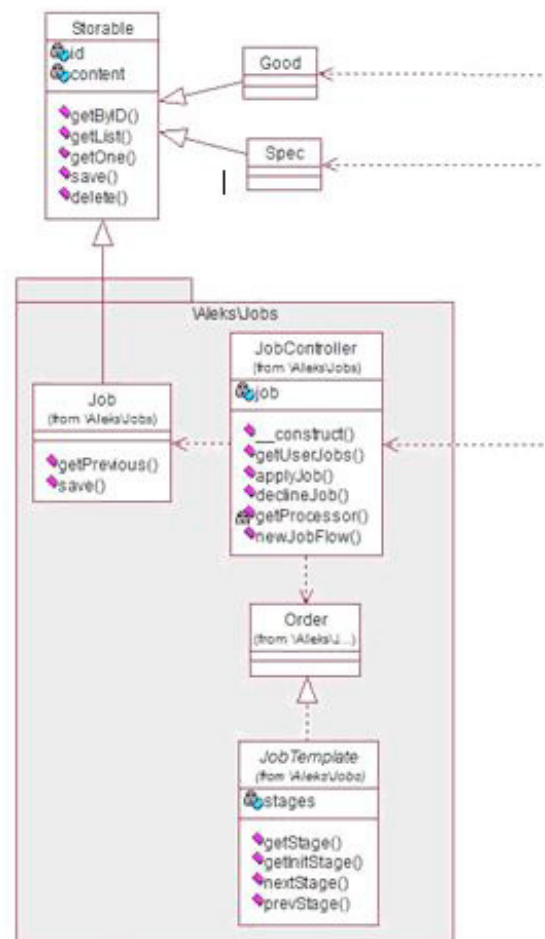 Storable
id
content
getByID()
getList()
getOne()
save()
delete()
Good
Spec
\Aleks\Jobs
Job
(from \Aleks\Jobs)
getPrevious()
save()
JobController
(from \Aleks\Jobs)
job
__construct()
getUserJobs()
applyJob()
declineJob()
getProcessor()
newJobFlow()
Order
(from \Aleks\J...)
JobTemplate
(from \Aleks\Jobs)
stages
getStage()
getInitStage()
nextStage()
prevStage()